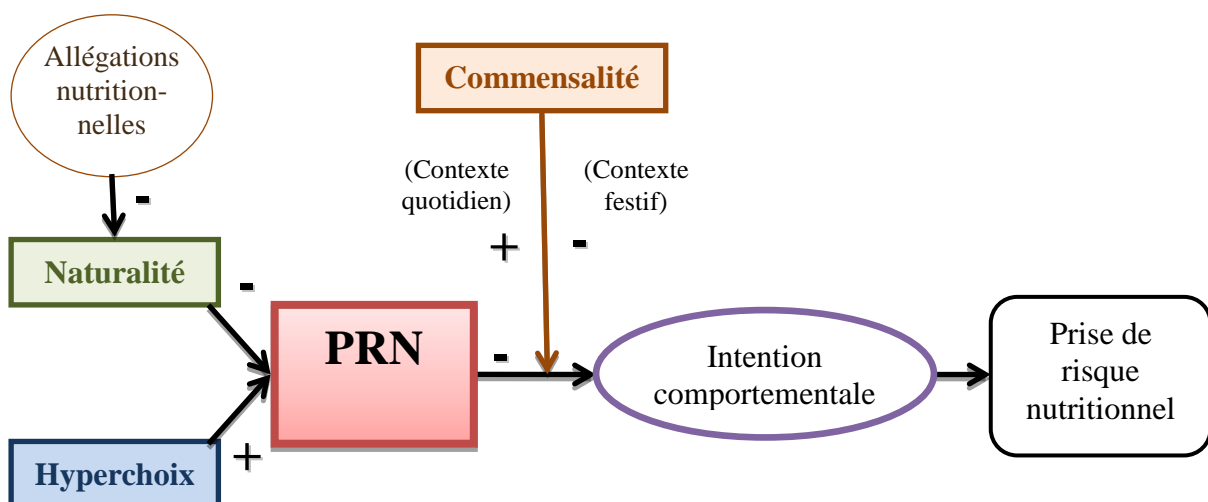 Allégations
nutrition-
nelles
-
Naturalité
-
Hyperchoix
+
PRN
-
Commensalité
(Contexte
quotidien)
+
(Contexte
festif)
-
Intention
comportementale
Prise de
risque
nutritionnel